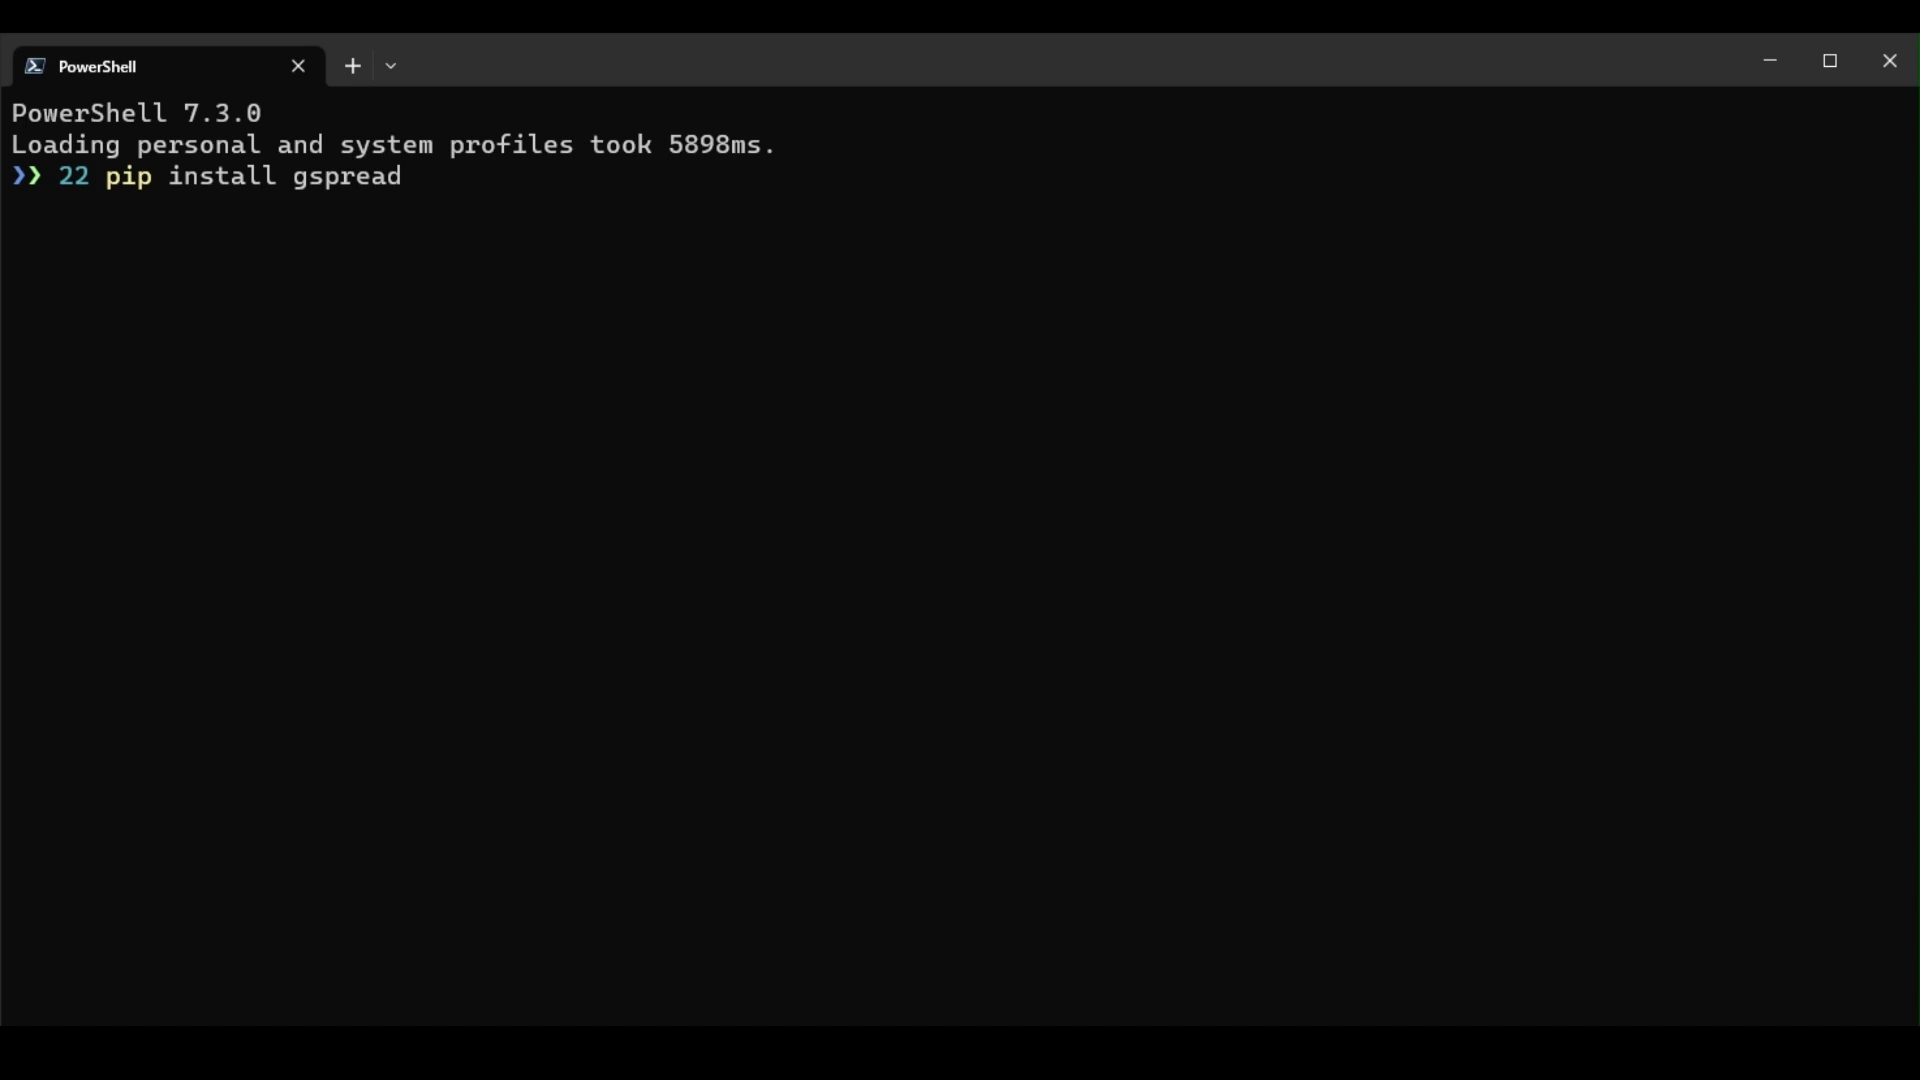 PowerShell
PowerShell 7.3.0
Loading personal and system profiles took 5898ms.
❯❯ 22 pip install gspread